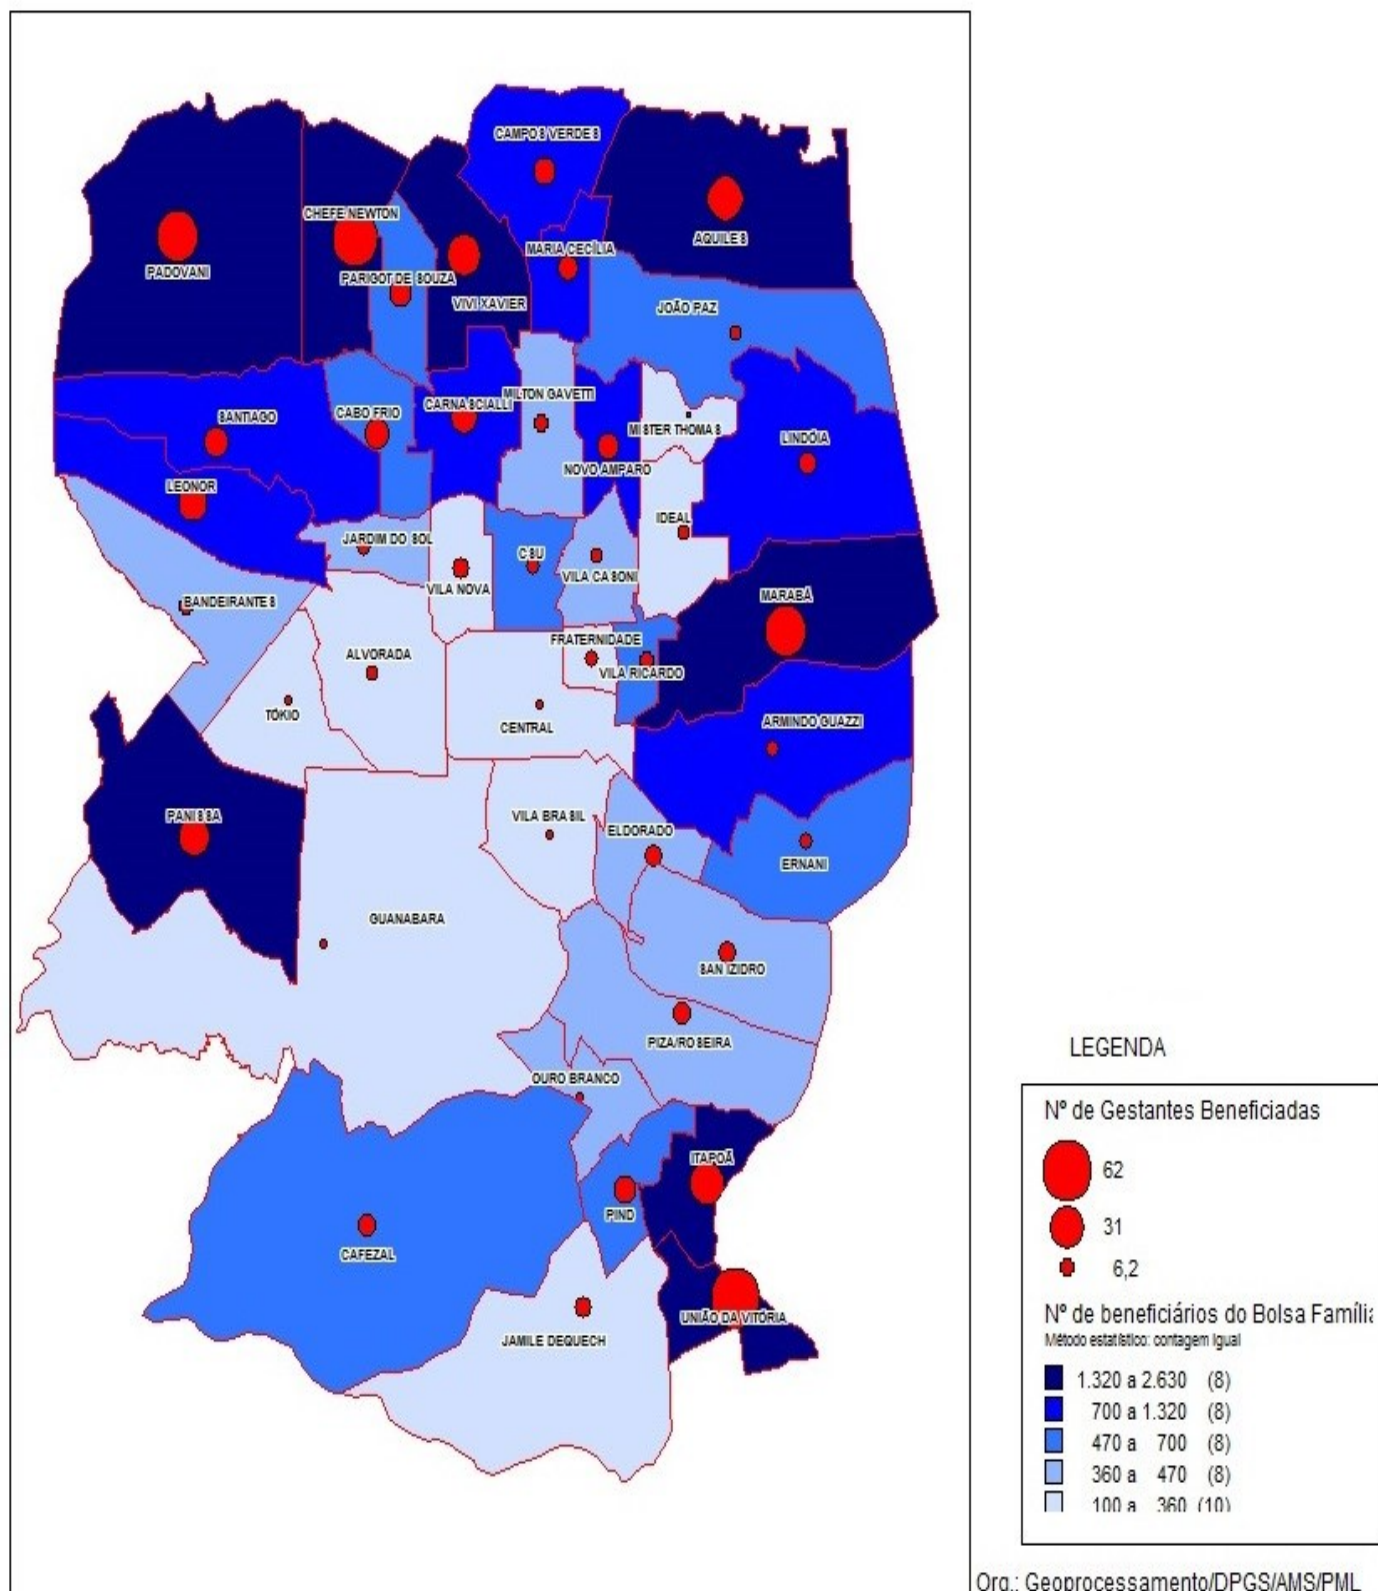 CAMPOS VERDES
CHEFE NEWTON
AQUILES
MARIA CECÍLIA
PADOVANI
PARIGOT DE SOUZA
VIVI XAVIER
JOÃO PAZ
MILTON GAVETTI
CARNASCIALLI
CABO FRIO
SANTIAGO
MISTER THOMAS
LINDÓIA
NOVO AMPARO
LEONOR
IDEAL
JARDIM DO SOL
CSU
VILA CASONI
VILA NOVA
MARABÁ
BANDEIRANTES
FRATERNIDADE
ALVORADA
VILA RICARDO
TÓKIO
CENTRAL
ARMINDO GUAZZI
PANISSA
VILA BRASIL
ELDORADO
ERNANI
GUANABARA
SAN IZIDRO
PIZA/ROSEIRA
OURO BRANCO
ITAPOÃ
PIND
CAFEZAL
UNIÃO DA VITÓRIA
JAMILE DEQUECH
LEGENDA
Nº de Gestantes Beneficiadas
62
31
6,2
Nº de beneficiários do Bolsa Família
Método estatístico: contagem igual
1.320 a 2.630 (8)
700 a 1.320 (8)
470 a 700 (8)
360 a 470 (8)
100 a 360 (10)
Org.: Geoprocessamento/DPGS/AMS/PML